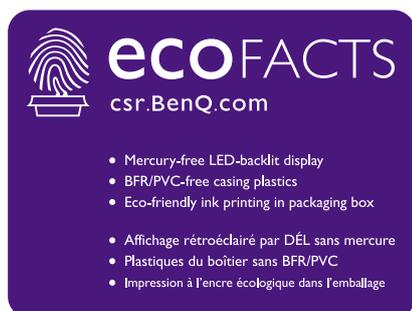 ecoFACTS
csr.BenQ.com
• Mercury-free LED-backlit display
• BFR/PVC-free casing plastics
• Eco-friendly ink printing in packaging box
• Affichage rétroéclairé par DÉL sans mercure
• Plastiques du boîtier sans BFR/PVC
• Impression à l'encre écologique dans l'emballage